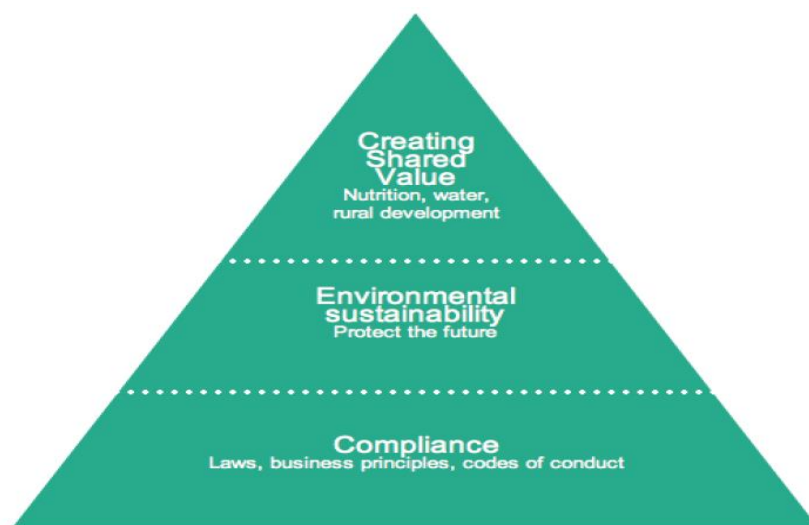 Creating
Shared
Value
Nutrition, water,
rural development
Environmental
sustainability
Protect the future
Compliance
Laws, business principles, codes of conduct